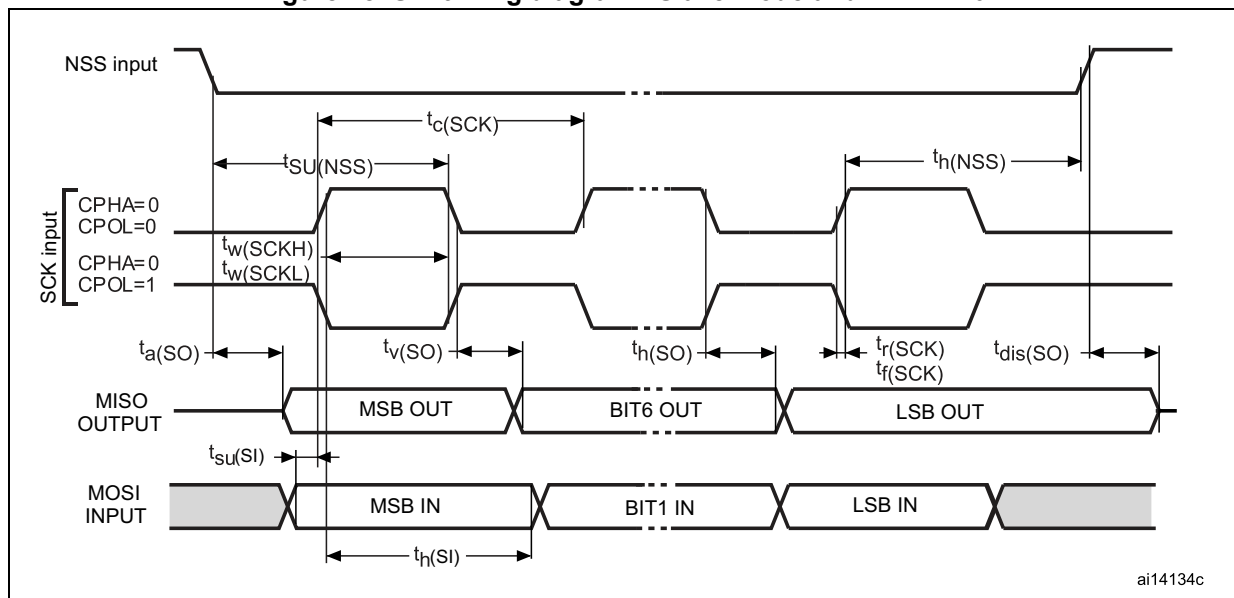 NSS input
tc(SCK)
tSU(NSS)
th(NSS)
SCK input
CPHA=0
CPOL=0
tw(SCKH)
CPHA=0
tw(SCKL)
CPOL=1
ta(SO)
tv(SO)
th(SO)
tr(SCK)
tf(SCK)
tdis(SO)
MISO
OUTPUT
MSB OUT
BIT6 OUT
LSB OUT
tsu(SI)
MOSI
INPUT
MSB IN
BIT1 IN
LSB IN
th(SI)
ai14134c